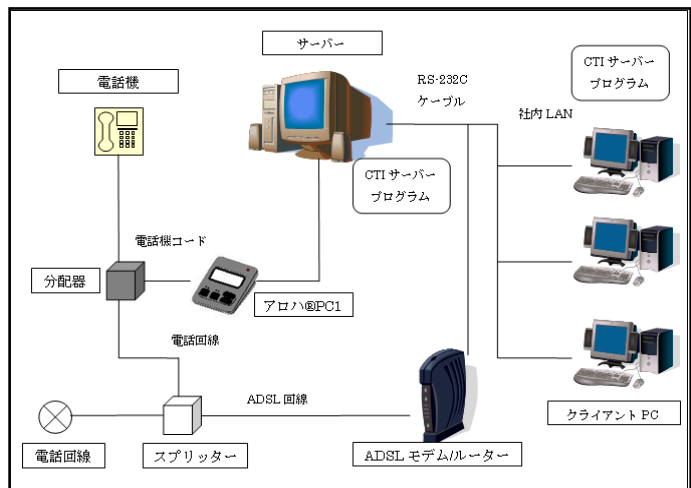 サーバー
電話機
RS-232C
ケーブル
CTI サーバー
プログラム
社内 LAN
CTI サーバー
プログラム
電話機コード
分配器
アロハ®PC1
電話回線
ADSL 回線
クライアント PC
電話回線
スプリッター
ADSL モデム/ルーター